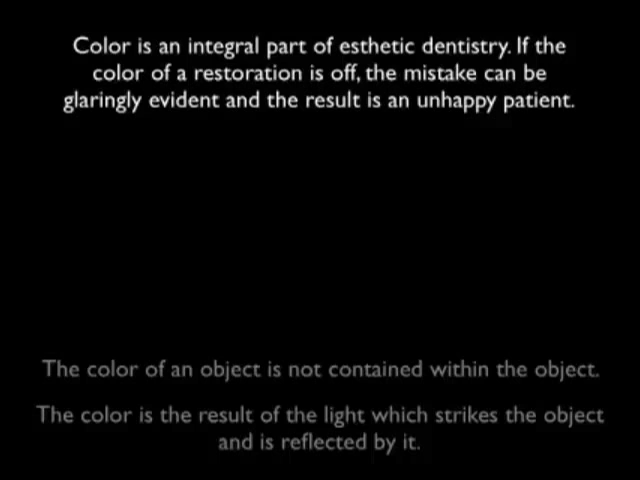 Color is an integral part of esthetic dentistry. If the
color of a restoration is off, the mistake can be
glaringly evident and the result is an unhappy patient.
The color of an object is not contained within the object.
The color is the result of the light which strikes the object
and is reflected by it.